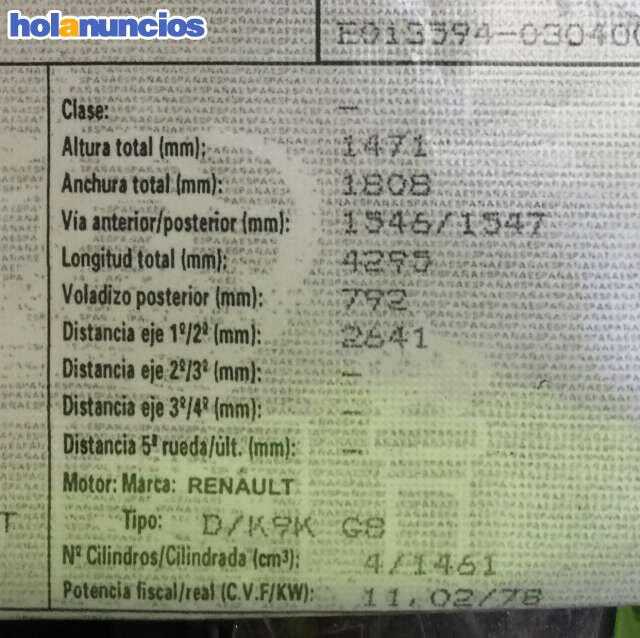 holanuncios
E013394-030400
Clase: -
Altura total (mm): 1471
Anchura total (mm): 1808
Via anterior/posterior (mm): 1546/1547
Longitud total (mm): 4295
Voladizo posterior (mm): 792
Distancia eje 1º/2º (mm): 2641
Distancia eje 2º/3º (mm): -
Distancia eje 3º/4º (mm): -
Distancia 5ª rueda/últ. (mm): -
Motor: Marca: RENAULT
T Tipo: D/K9K G8
Nº Cilindros/Cilindrada (cm³): 4/1461
Potencia fiscal/real (C.V.F/KW): 11,02/78